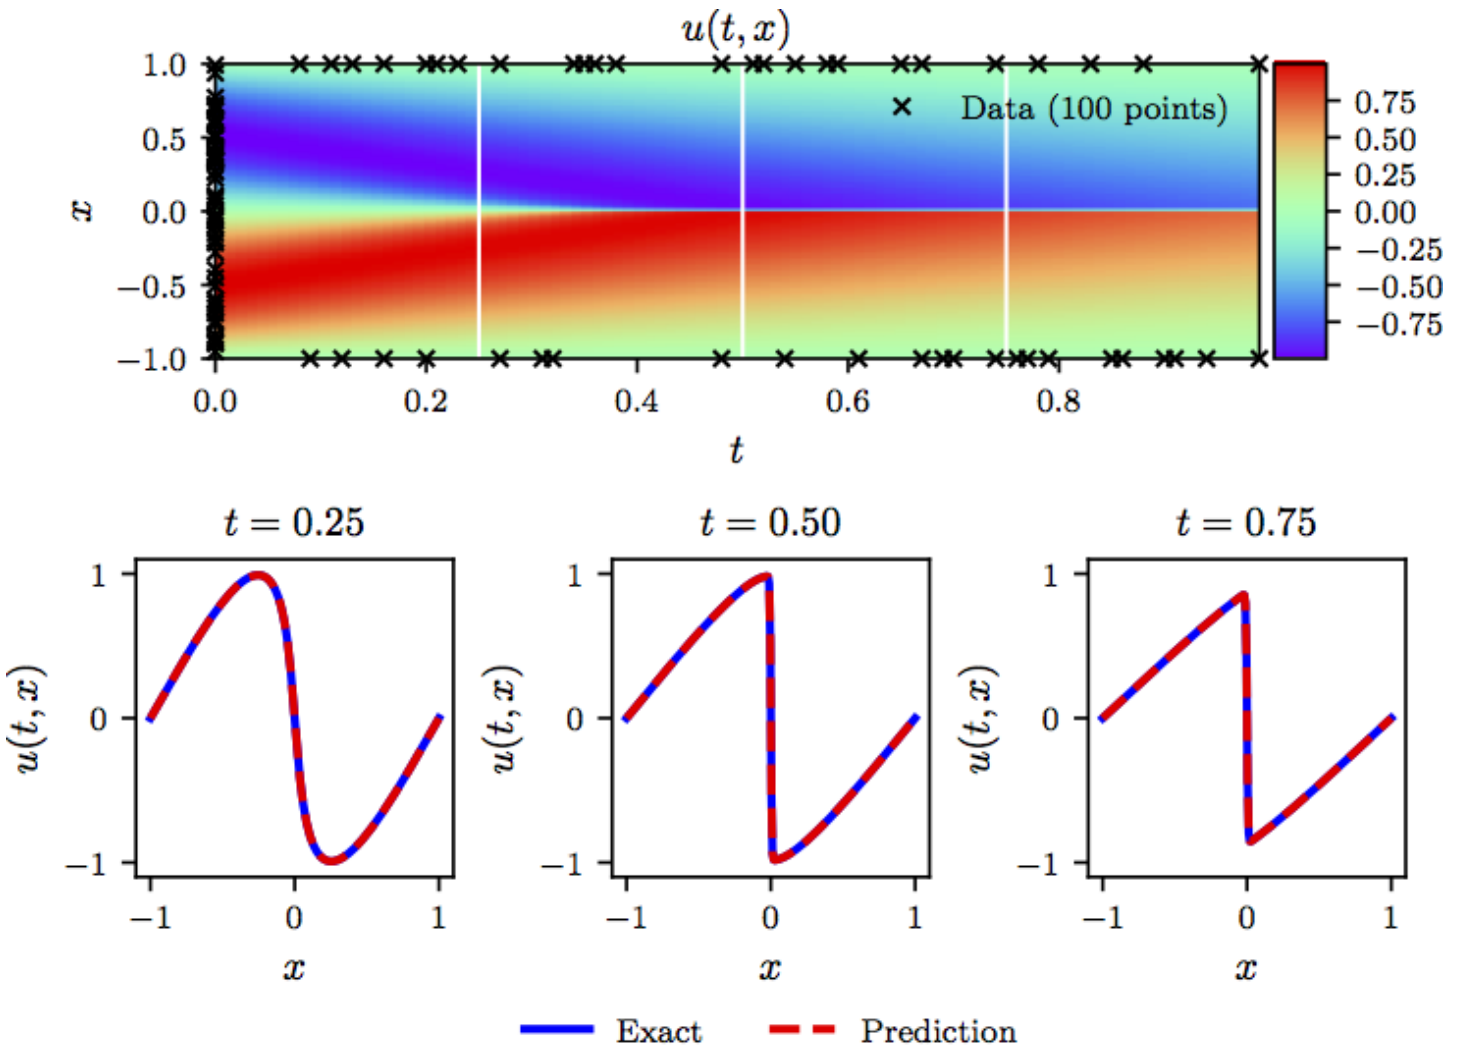 u(t, x)
1.0
0.5
0.0
−0.5
−1.0
x
Data (100 points)
0.75
0.50
0.25
0.00
−0.25
−0.50
−0.75
0.0 0.2 0.4 0.6 0.8
t
t = 0.25 t = 0.50 t = 0.75
1 1 1
0 0 0
−1 −1 −1
u(t, x) u(t, x) u(t, x)
−1 0 1 −1 0 1 −1 0 1
x x x
Exact Prediction